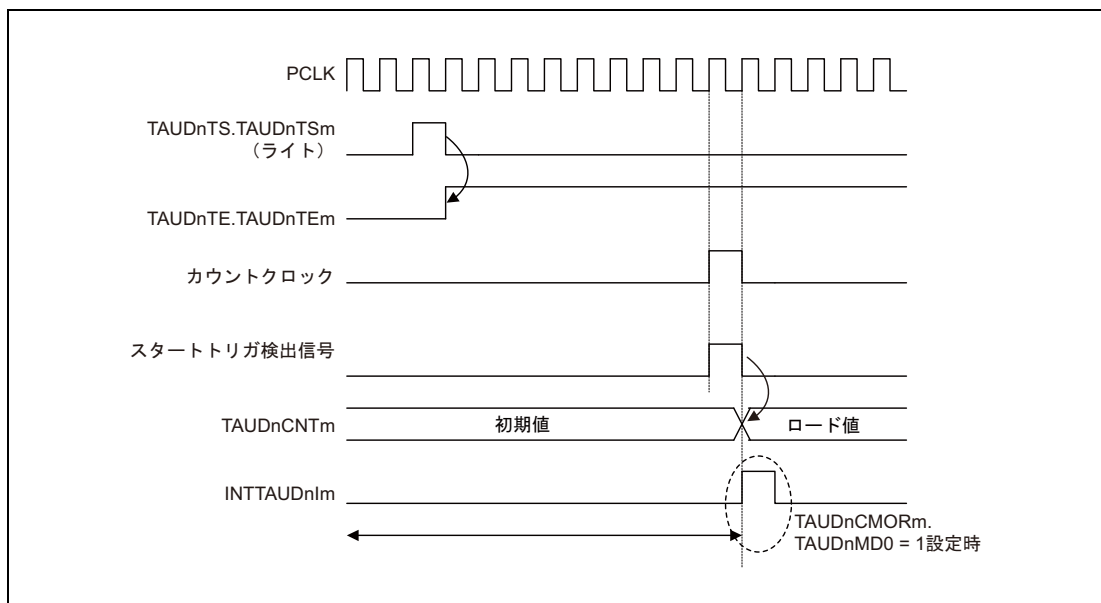 PCLK
TAUDnTS.TAUDnTSm
（ライト）
TAUDnTE.TAUDnTEm
カウントクロック
スタートトリガ検出信号
TAUDnCNTm
初期値
ロード値
INTTAUDnIm
TAUDnCMORm.
TAUDnMD0 = 1設定時